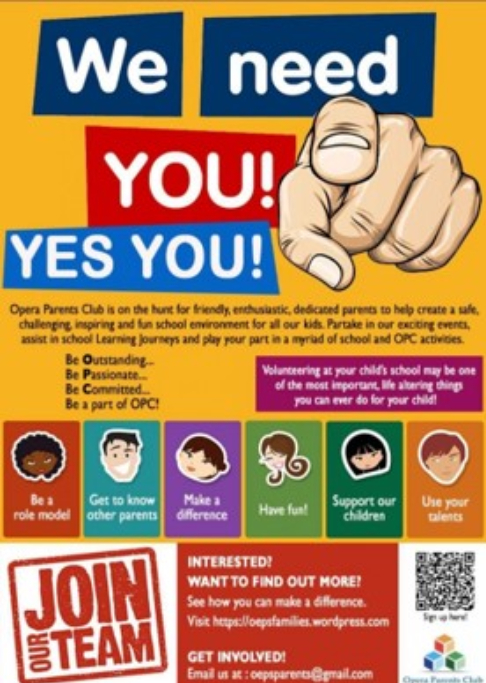 We need
YOU!
YES YOU!
Opera Parents Club is on the hunt for friendly, enthusiastic, dedicated parents to help create a safe,
challenging, inspiring and fun school environment for all our kids. Partake in our exciting events,
assist in school Learning Journeys and play your part in a myriad of school and OPC activities.
Be Outstanding...
Be Passionate...
Be Committed...
Be a part of OPC!
Volunteering at your child's school may be one
of the most important, life altering things
you can ever do for your child!
Be a
role model
Get to know
other parents
Make a
difference
Have fun!
Support our
children
Use your
talents
JOIN
OUR
TEAM
INTERESTED?
WANT TO FIND OUT MORE?
See how you can make a difference.
Visit https://oepsfamilies.wordpress.com
GET INVOLVED!
Email us at : oepsparents@gmail.com
Sign up here!
Opera Parents Club